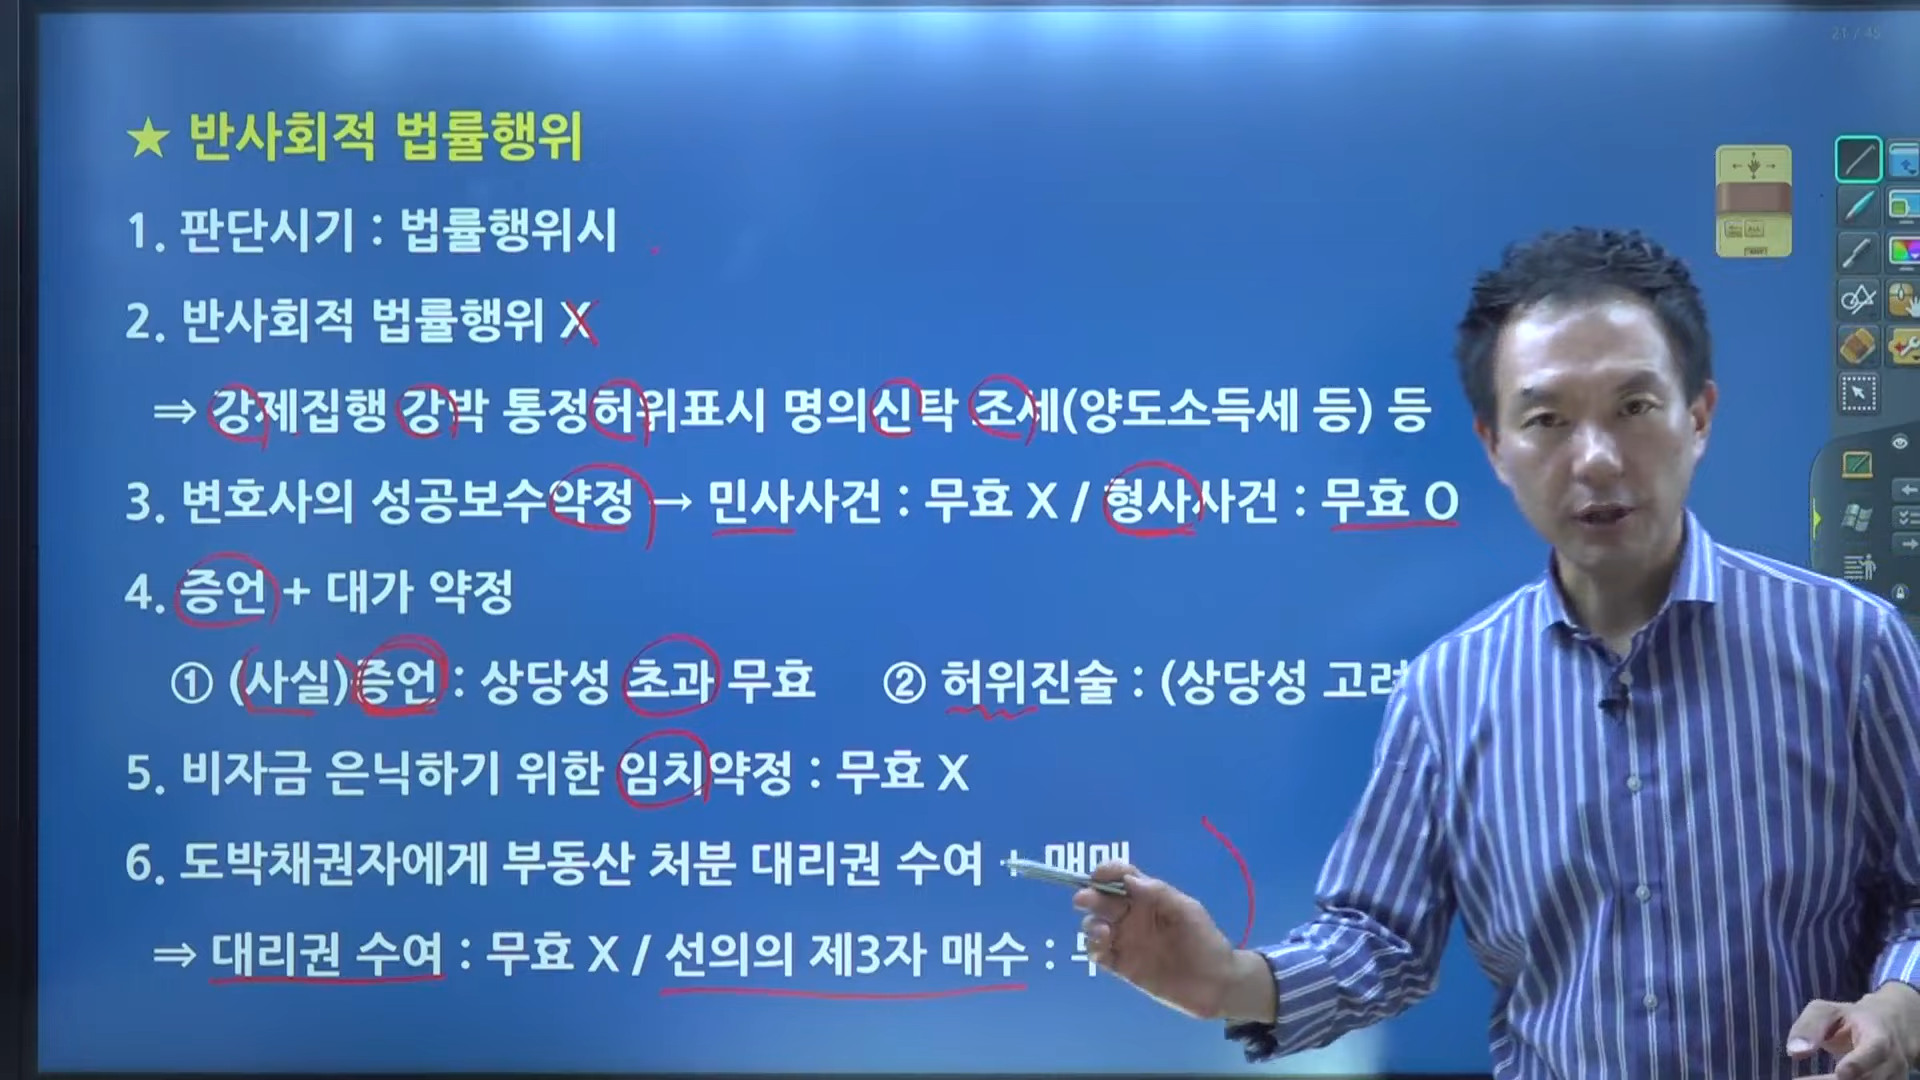 21 / 45
★ 반사회적 법률행위
1. 판단시기 : 법률행위시
2. 반사회적 법률행위 X
⇒ 강제집행 강박 통정허위표시 명의신탁 조세(양도소득세 등) 등
3. 변호사의 성공보수약정 → 민사사건 : 무효 X / 형사사건 : 무효 O
4. 증언 + 대가 약정
① (사실)증언 : 상당성 초과 무효 ② 허위진술 : (상당성 고려
5. 비자금 은닉하기 위한 임치약정 : 무효 X
6. 도박채권자에게 부동산 처분 대리권 수여 + 매매
⇒ 대리권 수여 : 무효 X / 선의의 제3자 매수 :